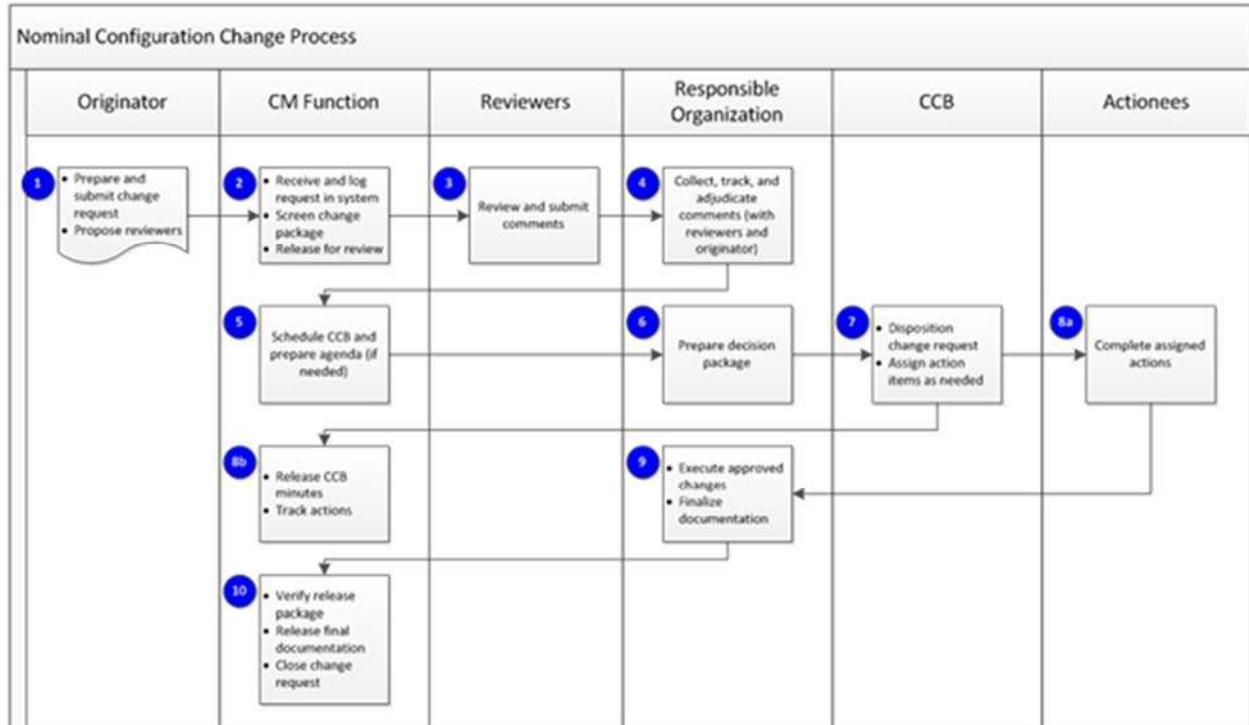 Nominal Configuration Change Process
Originator
CM Function
Reviewers
Responsible
Organization
CCB
Actionees
1
• Prepare and
submit change
request
• Propose reviewers
2
• Receive and log
request in system
• Screen change
package
• Release for review
3
Review and submit
comments
4
Collect, track, and
adjudicate
comments (with
reviewers and
originator)
5
Schedule CCB and
prepare agenda (if
needed)
6
Prepare decision
package
7
• Disposition
change request
• Assign action
items as needed
8a
Complete assigned
actions
8b
• Release CCB
minutes
• Track actions
9
• Execute approved
changes
• Finalize
documentation
10
• Verify release
package
• Release final
documentation
• Close change
request